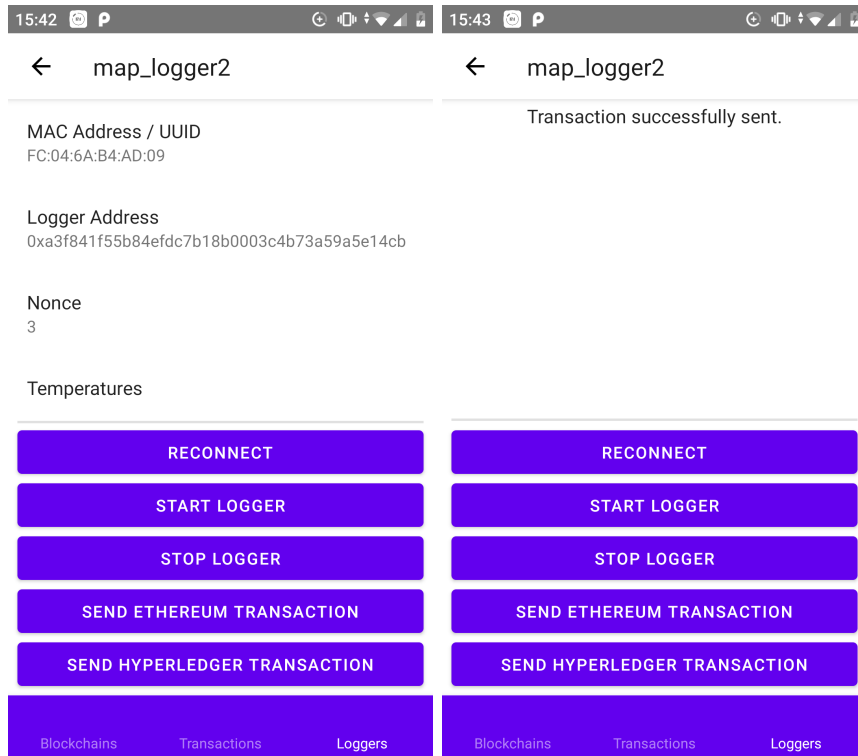 15:42
map_logger2
MAC Address / UUID
FC:04:6A:B4:AD:09
Logger Address
0xa3f841f55b84efdc7b18b0003c4b73a59a5e14cb
Nonce
3
Temperatures
RECONNECT
START LOGGER
STOP LOGGER
SEND ETHEREUM TRANSACTION
SEND HYPERLEDGER TRANSACTION
Blockchains
Transactions
Loggers
15:43
map_logger2
Transaction successfully sent.
RECONNECT
START LOGGER
STOP LOGGER
SEND ETHEREUM TRANSACTION
SEND HYPERLEDGER TRANSACTION
Blockchains
Transactions
Loggers